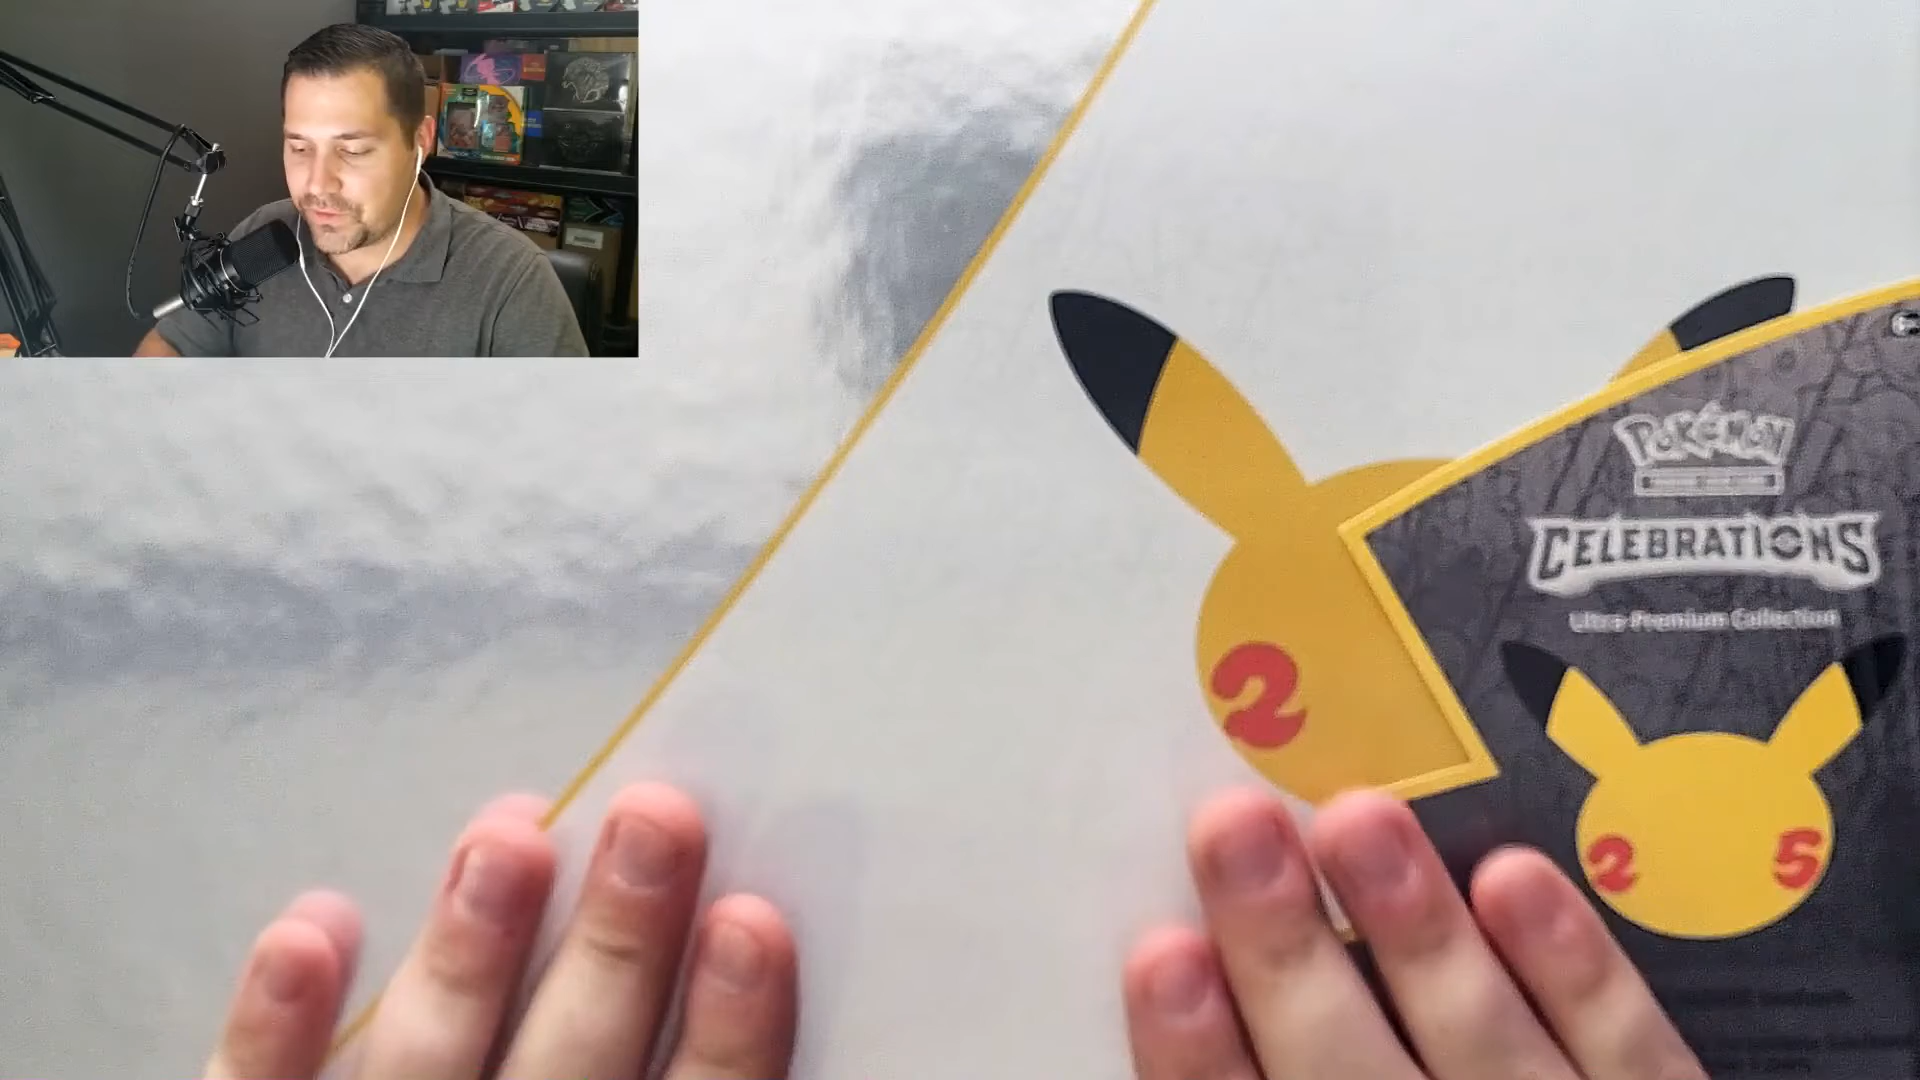 POKÉMON
CELEBRATIONS
Ultra-Premium Collection
2
2 5